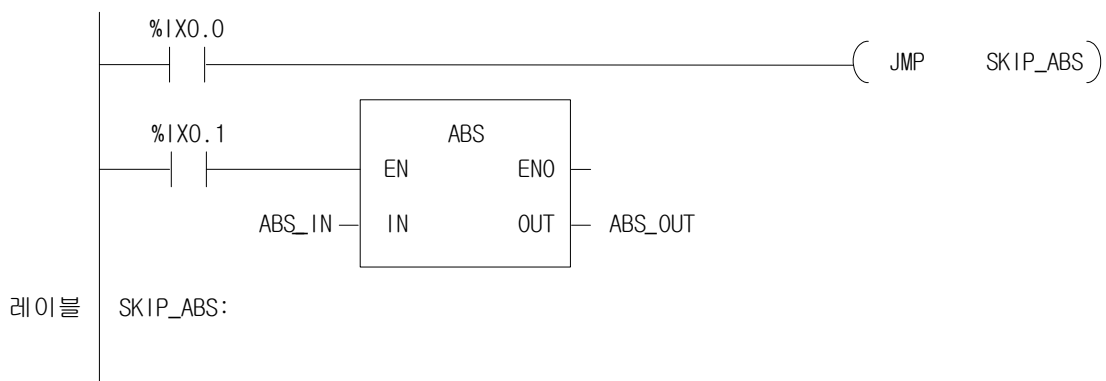 %IX0.0
JMP SKIP_ABS
%IX0.1
ABS
EN ENO
ABS_IN IN OUT ABS_OUT
레이블 SKIP_ABS: